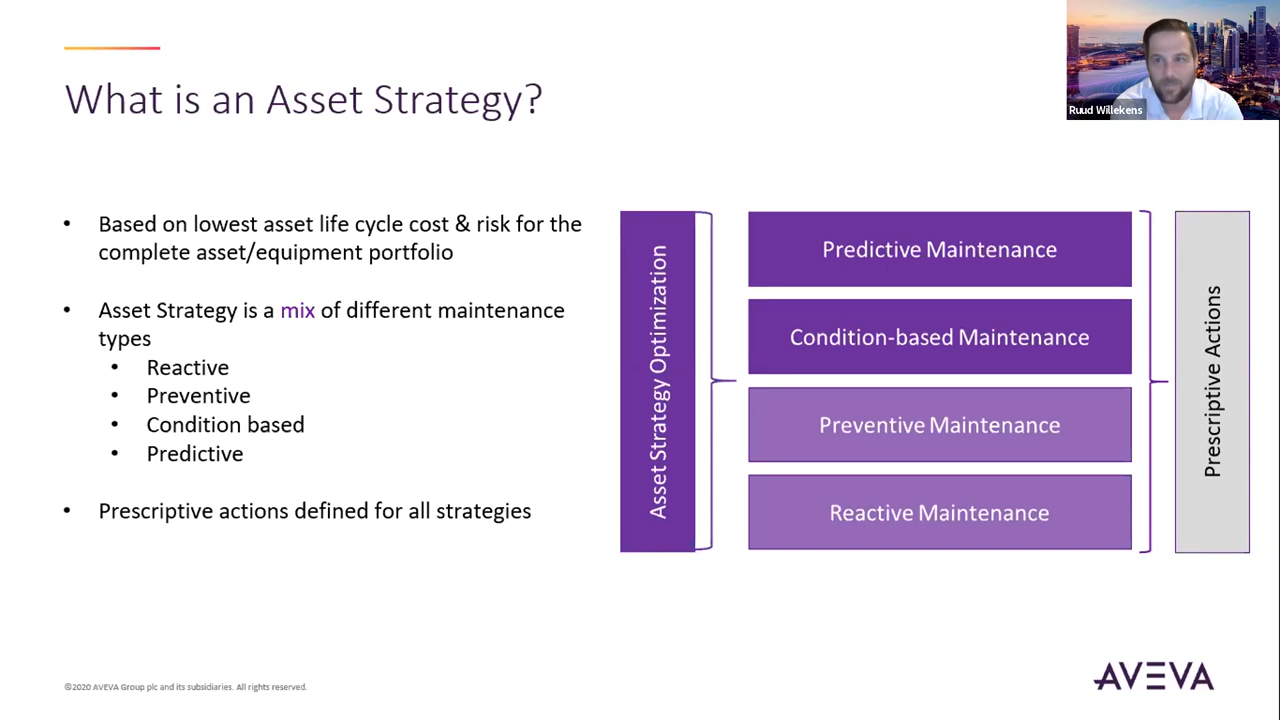 What is an Asset Strategy?
Ruud Willekens
• Based on lowest asset life cycle cost & risk for the
complete asset/equipment portfolio
• Asset Strategy is a mix of different maintenance
types
• Reactive
• Preventive
• Condition based
• Predictive
• Prescriptive actions defined for all strategies
Asset Strategy Optimization
Predictive Maintenance
Condition-based Maintenance
Preventive Maintenance
Reactive Maintenance
Prescriptive Actions
©2020 AVEVA Group plc and its subsidiaries. All rights reserved.
AVEVA